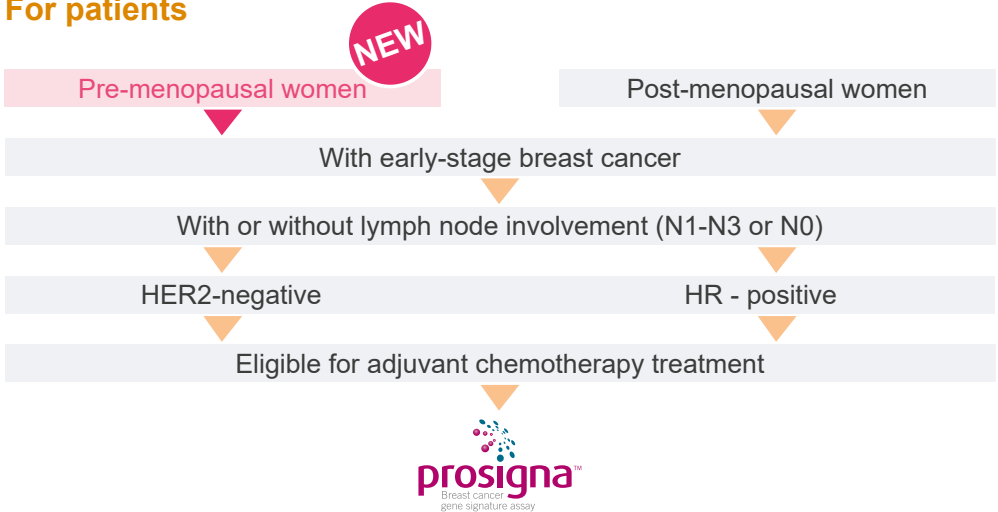 For patients
NEW
Pre-menopausal women
Post-menopausal women
With early-stage breast cancer
With or without lymph node involvement (N1-N3 or N0)
HER2-negative
HR - positive
Eligible for adjuvant chemotherapy treatment
prosigna™
Breast cancer
gene signature assay